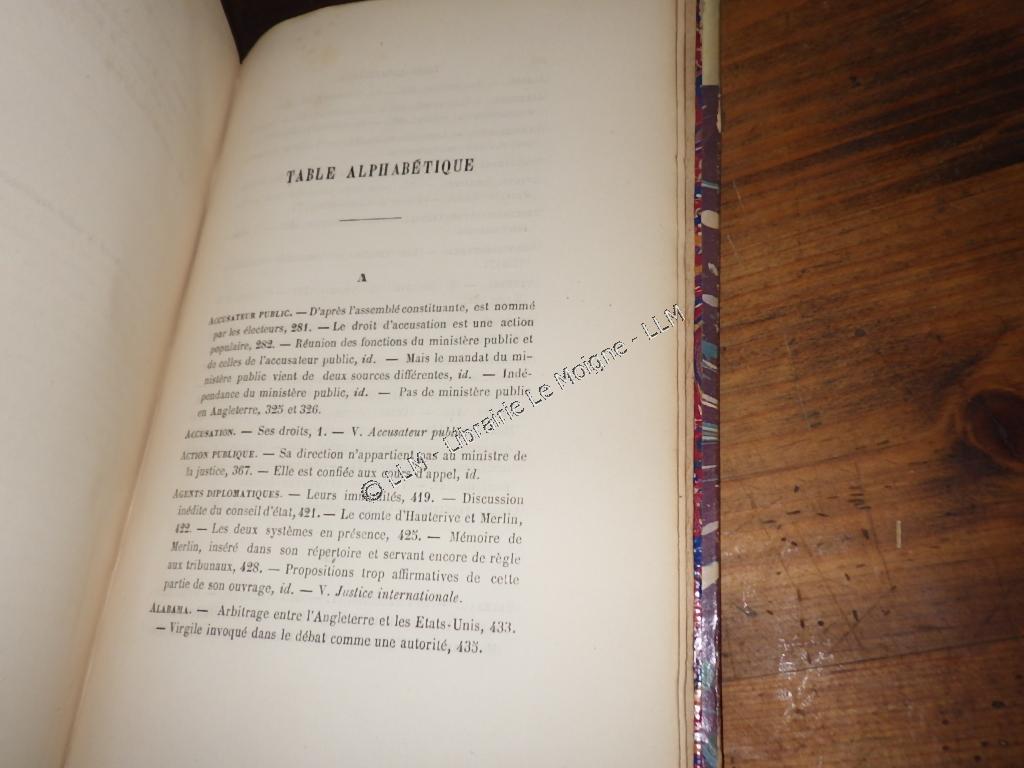 TABLE ALPHABÉTIQUE
A
ACCUSATEUR PUBLIC. — D'après l'assemblé constituante, est nommé
par les électeurs, 281. — Le droit d'accusation est une action
populaire, 282. — Réunion des fonctions du ministère public et
de celles de l'accusateur public, id. — Mais le mandat du mi-
nistère public vient de deux sources différentes, id. — Indé-
pendance du ministère public, id. — Pas de ministère public
en Angleterre, 325 et 326.
ACCUSATION. — Ses droits, 1. — V. Accusateur public.
ACTION PUBLIQUE. — Sa direction n'appartient pas au ministre de
la justice, 367. — Elle est confiée aux cours d'appel, id.
AGENTS DIPLOMATIQUES. — Leurs immunités, 419. — Discussion
inédite du conseil d'état, 421. — Le comte d'Hauterive et Merlin,
422. — Les deux systèmes en présence, 425. — Mémoire de
Merlin, inséré dans son répertoire et servant encore de règle
aux tribunaux, 428. — Propositions trop affirmatives de cette
partie de son ouvrage, id. — V. Justice internationale.
ALABAMA. — Arbitrage entre l'Angleterre et les Etats-Unis, 433.
— Virgile invoqué dans le débat comme une autorité, 435.
© LLM - Librairie Le Moigne - LLM